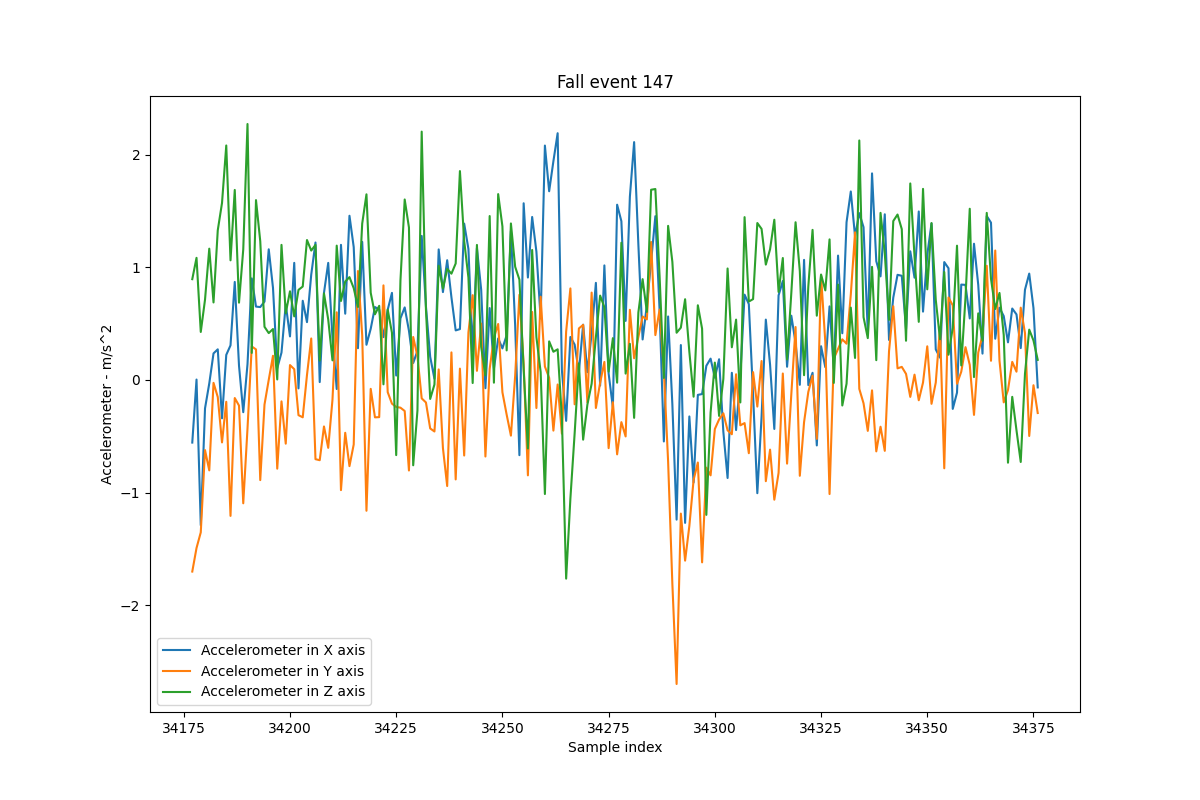 Fall event 147
Accelerometer - m/s^2
2
1
0
−1
−2
Accelerometer in X axis
Accelerometer in Y axis
Accelerometer in Z axis
34175 34200 34225 34250 34275 34300 34325 34350 34375
Sample index